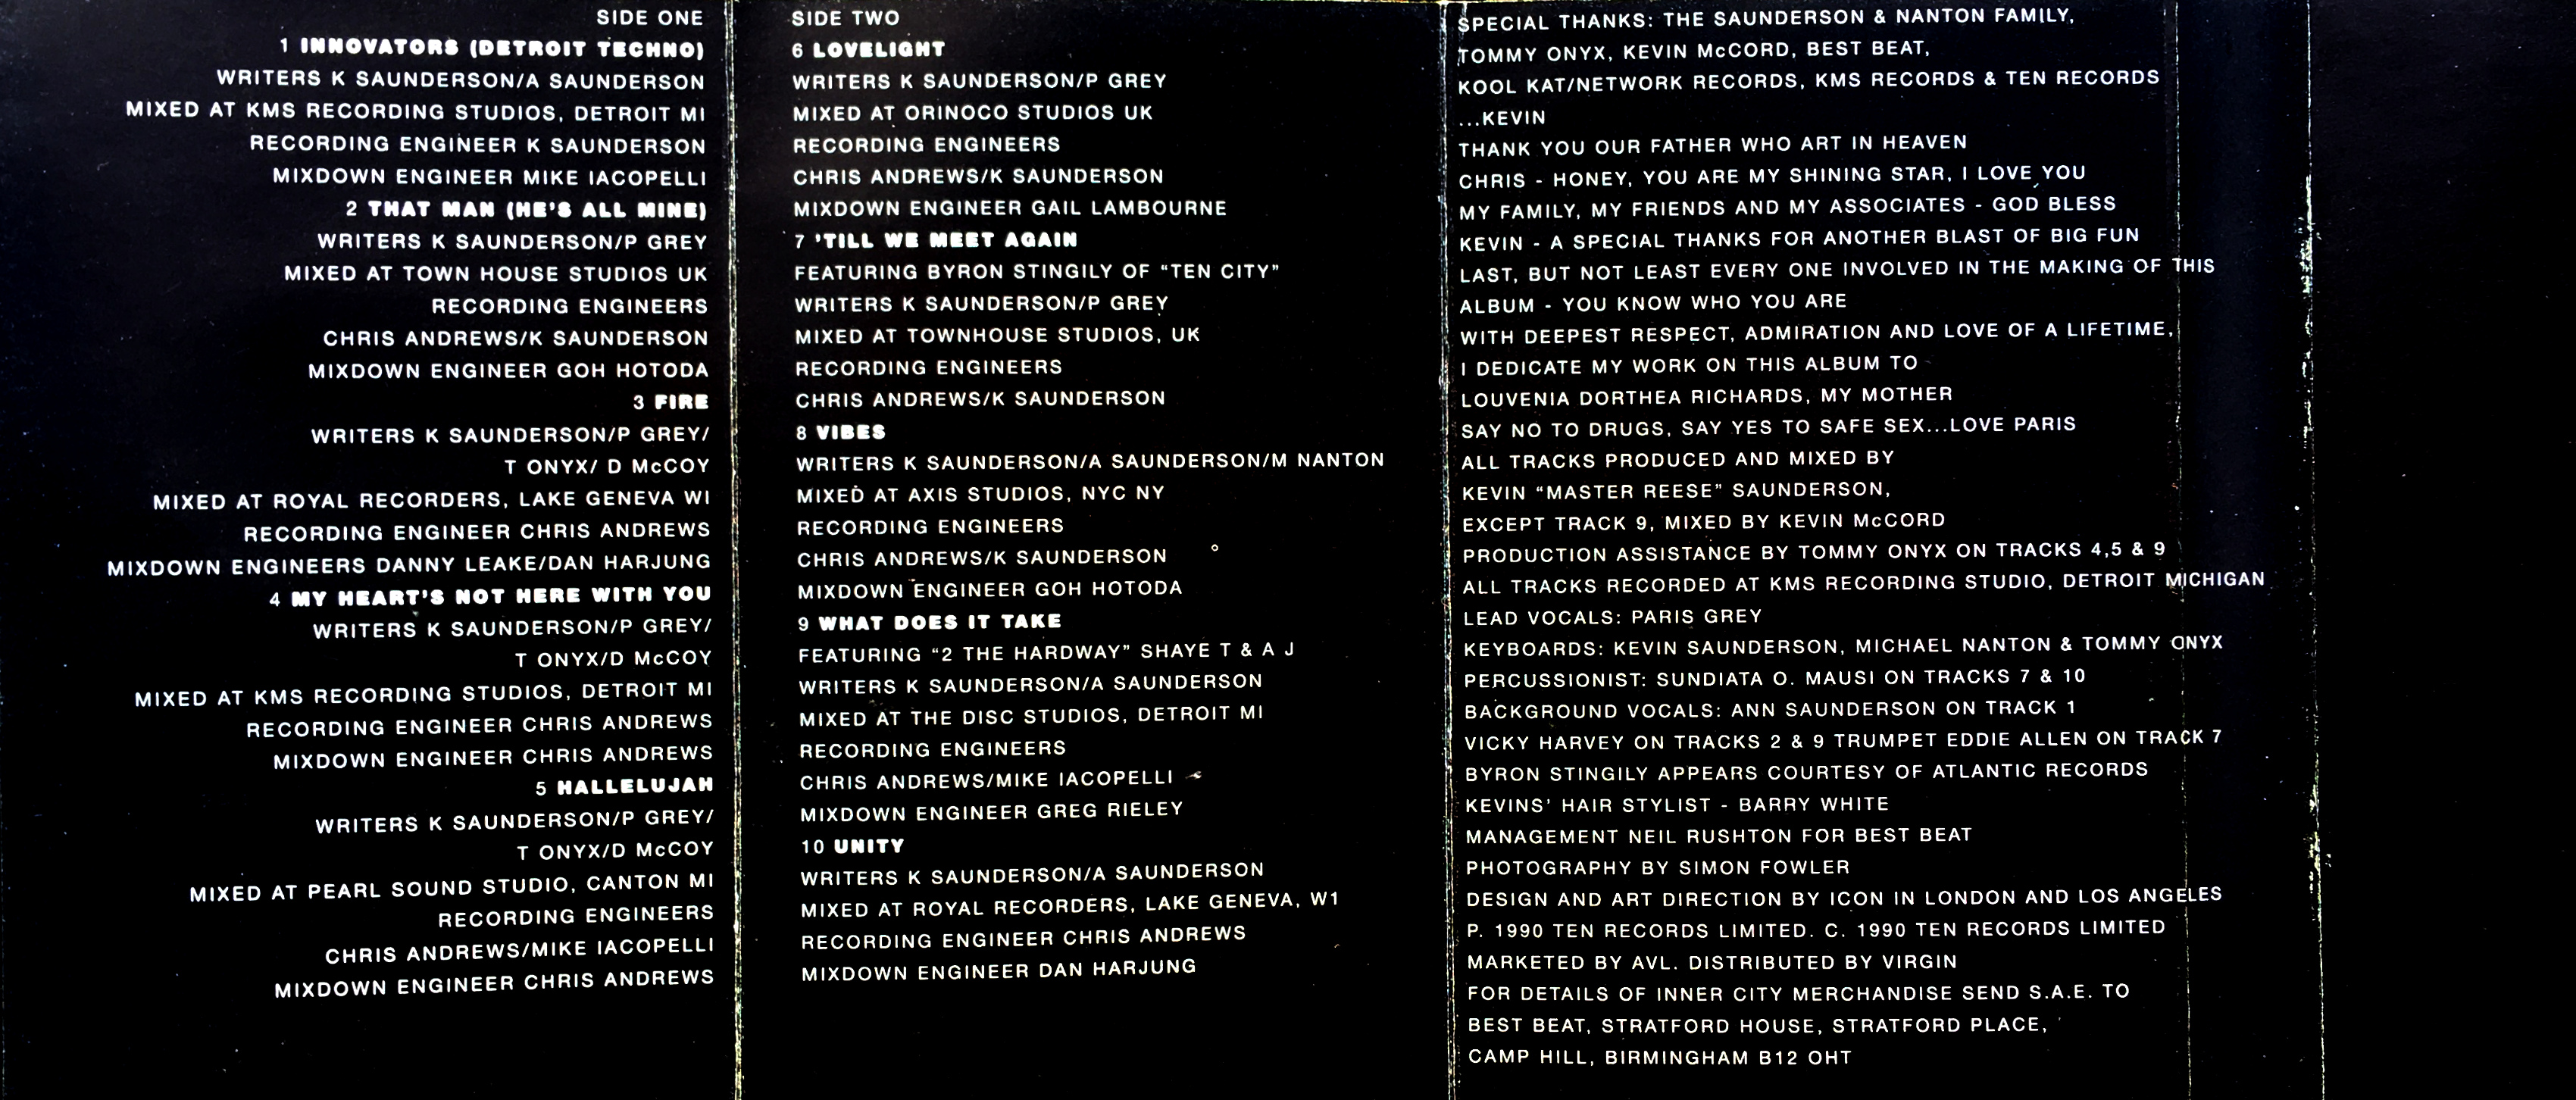 SIDE ONE
1 INNOVATORS (DETROIT TECHNO)
WRITERS K SAUNDERSON/A SAUNDERSON
MIXED AT KMS RECORDING STUDIOS, DETROIT MI
RECORDING ENGINEER K SAUNDERSON
MIXDOWN ENGINEER MIKE IACOPELLI
2 THAT MAN (HE'S ALL MINE)
WRITERS K SAUNDERSON/P GREY
MIXED AT TOWN HOUSE STUDIOS UK
RECORDING ENGINEERS
CHRIS ANDREWS/K SAUNDERSON
MIXDOWN ENGINEER GOH HOTODA
3 FIRE
WRITERS K SAUNDERSON/P GREY/
T ONYX/ D McCOY
MIXED AT ROYAL RECORDERS, LAKE GENEVA WI
RECORDING ENGINEER CHRIS ANDREWS
MIXDOWN ENGINEERS DANNY LEAKE/DAN HARJUNG
4 MY HEART'S NOT HERE WITH YOU
WRITERS K SAUNDERSON/P GREY/
T ONYX/D McCOY
MIXED AT KMS RECORDING STUDIOS, DETROIT MI
RECORDING ENGINEER CHRIS ANDREWS
MIXDOWN ENGINEER CHRIS ANDREWS
5 HALLELUJAH
WRITERS K SAUNDERSON/P GREY/
T ONYX/D McCOY
MIXED AT PEARL SOUND STUDIO, CANTON MI
RECORDING ENGINEERS
CHRIS ANDREWS/MIKE IACOPELLI
MIXDOWN ENGINEER CHRIS ANDREWS
SIDE TWO
6 LOVELIGHT
WRITERS K SAUNDERSON/P GREY
MIXED AT ORINOCO STUDIOS UK
RECORDING ENGINEERS
CHRIS ANDREWS/K SAUNDERSON
MIXDOWN ENGINEER GAIL LAMBOURNE
7 'TILL WE MEET AGAIN
FEATURING BYRON STINGILY OF “TEN CITY”
WRITERS K SAUNDERSON/P GREY
MIXED AT TOWNHOUSE STUDIOS, UK
RECORDING ENGINEERS
CHRIS ANDREWS/K SAUNDERSON
8 VIBES
WRITERS K SAUNDERSON/A SAUNDERSON/M NANTON
MIXED AT AXIS STUDIOS, NYC NY
RECORDING ENGINEERS
CHRIS ANDREWS/K SAUNDERSON
MIXDOWN ENGINEER GOH HOTODA
9 WHAT DOES IT TAKE
FEATURING “2 THE HARDWAY” SHAYE T & A J
WRITERS K SAUNDERSON/A SAUNDERSON
MIXED AT THE DISC STUDIOS, DETROIT MI
RECORDING ENGINEERS
CHRIS ANDREWS/MIKE IACOPELLI
MIXDOWN ENGINEER GREG RIELEY
10 UNITY
WRITERS K SAUNDERSON/A SAUNDERSON
MIXED AT ROYAL RECORDERS, LAKE GENEVA, W1
RECORDING ENGINEER CHRIS ANDREWS
MIXDOWN ENGINEER DAN HARJUNG
SPECIAL THANKS: THE SAUNDERSON & NANTON FAMILY,
TOMMY ONYX, KEVIN McCORD, BEST BEAT,
KOOL KAT/NETWORK RECORDS, KMS RECORDS & TEN RECORDS
...KEVIN
THANK YOU OUR FATHER WHO ART IN HEAVEN
CHRIS - HONEY, YOU ARE MY SHINING STAR, I LOVE YOU
MY FAMILY, MY FRIENDS AND MY ASSOCIATES - GOD BLESS
KEVIN - A SPECIAL THANKS FOR ANOTHER BLAST OF BIG FUN
LAST, BUT NOT LEAST EVERY ONE INVOLVED IN THE MAKING OF THIS
ALBUM - YOU KNOW WHO YOU ARE
WITH DEEPEST RESPECT, ADMIRATION AND LOVE OF A LIFETIME,
I DEDICATE MY WORK ON THIS ALBUM TO
LOUVENIA DORTHEA RICHARDS, MY MOTHER
SAY NO TO DRUGS, SAY YES TO SAFE SEX...LOVE PARIS
ALL TRACKS PRODUCED AND MIXED BY
KEVIN “MASTER REESE” SAUNDERSON,
EXCEPT TRACK 9, MIXED BY KEVIN McCORD
PRODUCTION ASSISTANCE BY TOMMY ONYX ON TRACKS 4,5 & 9
ALL TRACKS RECORDED AT KMS RECORDING STUDIO, DETROIT MICHIGAN
LEAD VOCALS: PARIS GREY
KEYBOARDS: KEVIN SAUNDERSON, MICHAEL NANTON & TOMMY ONYX
PERCUSSIONIST: SUNDIATA O. MAUSI ON TRACKS 7 & 10
BACKGROUND VOCALS: ANN SAUNDERSON ON TRACK 1
VICKY HARVEY ON TRACKS 2 & 9 TRUMPET EDDIE ALLEN ON TRACK 7
BYRON STINGILY APPEARS COURTESY OF ATLANTIC RECORDS
KEVINS' HAIR STYLIST - BARRY WHITE
MANAGEMENT NEIL RUSHTON FOR BEST BEAT
PHOTOGRAPHY BY SIMON FOWLER
DESIGN AND ART DIRECTION BY ICON IN LONDON AND LOS ANGELES
P. 1990 TEN RECORDS LIMITED. C. 1990 TEN RECORDS LIMITED
MARKETED BY AVL. DISTRIBUTED BY VIRGIN
FOR DETAILS OF INNER CITY MERCHANDISE SEND S.A.E. TO
BEST BEAT, STRATFORD HOUSE, STRATFORD PLACE,
CAMP HILL, BIRMINGHAM B12 OHT